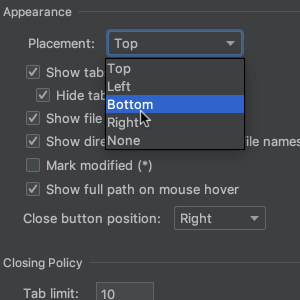 Appearance
Placement: Top
Top
Show tab
Left
Hide tab
Bottom
Show file
Right
Show dire file names
None
Mark modified (*)
Show full path on mouse hover
Close button position: Right
Closing Policy
Tab limit: 10